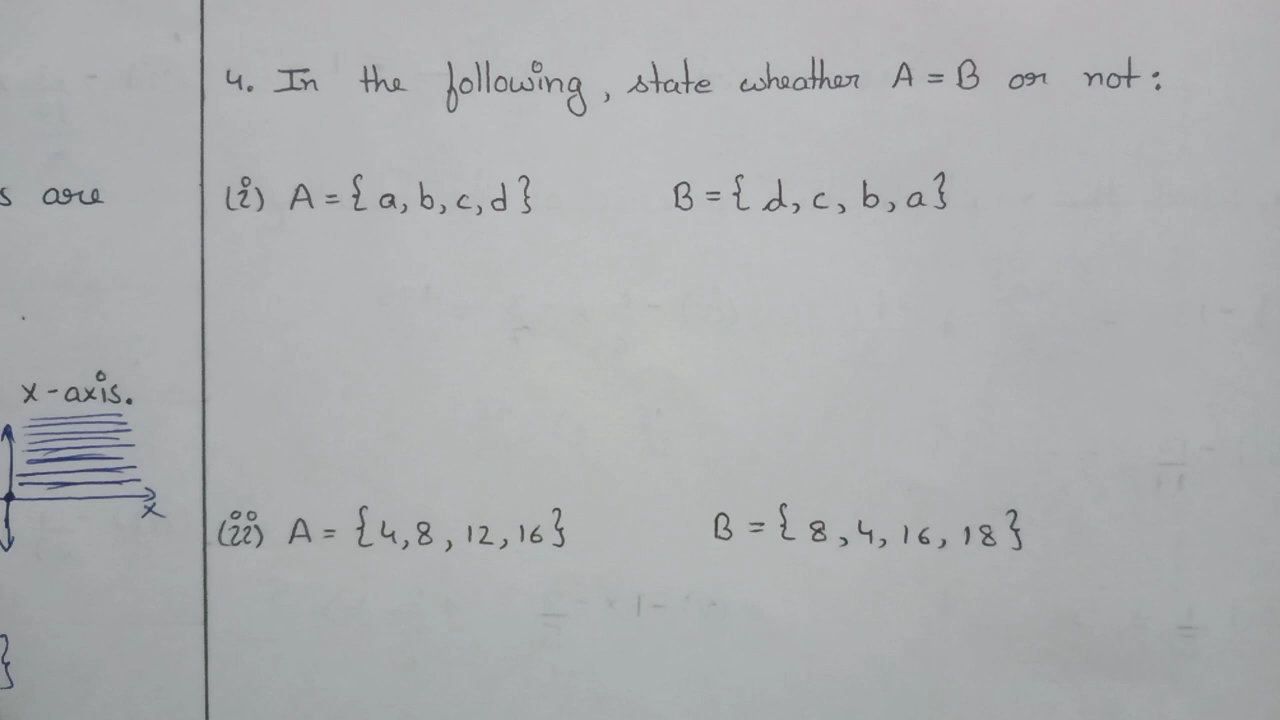 4. In the following, state wheather A = B or not:
s are
(i) A = { a, b, c, d } B = { d, c, b, a }
x-axis.
x
(ii) A = {4, 8, 12, 16} B = { 8, 4, 16, 18 }
}